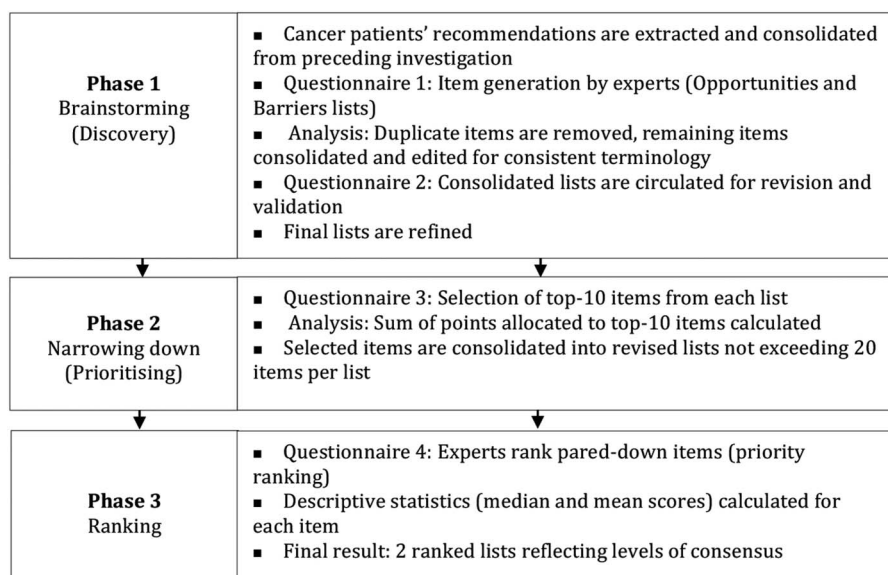 Phase 1
Brainstorming
(Discovery)
■ Cancer patients’ recommendations are extracted and consolidated
from preceding investigation
■ Questionnaire 1: Item generation by experts (Opportunities and
Barriers lists)
■ Analysis: Duplicate items are removed, remaining items
consolidated and edited for consistent terminology
■ Questionnaire 2: Consolidated lists are circulated for revision and
validation
■ Final lists are refined
Phase 2
Narrowing down
(Prioritising)
■ Questionnaire 3: Selection of top-10 items from each list
■ Analysis: Sum of points allocated to top-10 items calculated
■ Selected items are consolidated into revised lists not exceeding 20
items per list
Phase 3
Ranking
■ Questionnaire 4: Experts rank pared-down items (priority
ranking)
■ Descriptive statistics (median and mean scores) calculated for
each item
■ Final result: 2 ranked lists reflecting levels of consensus